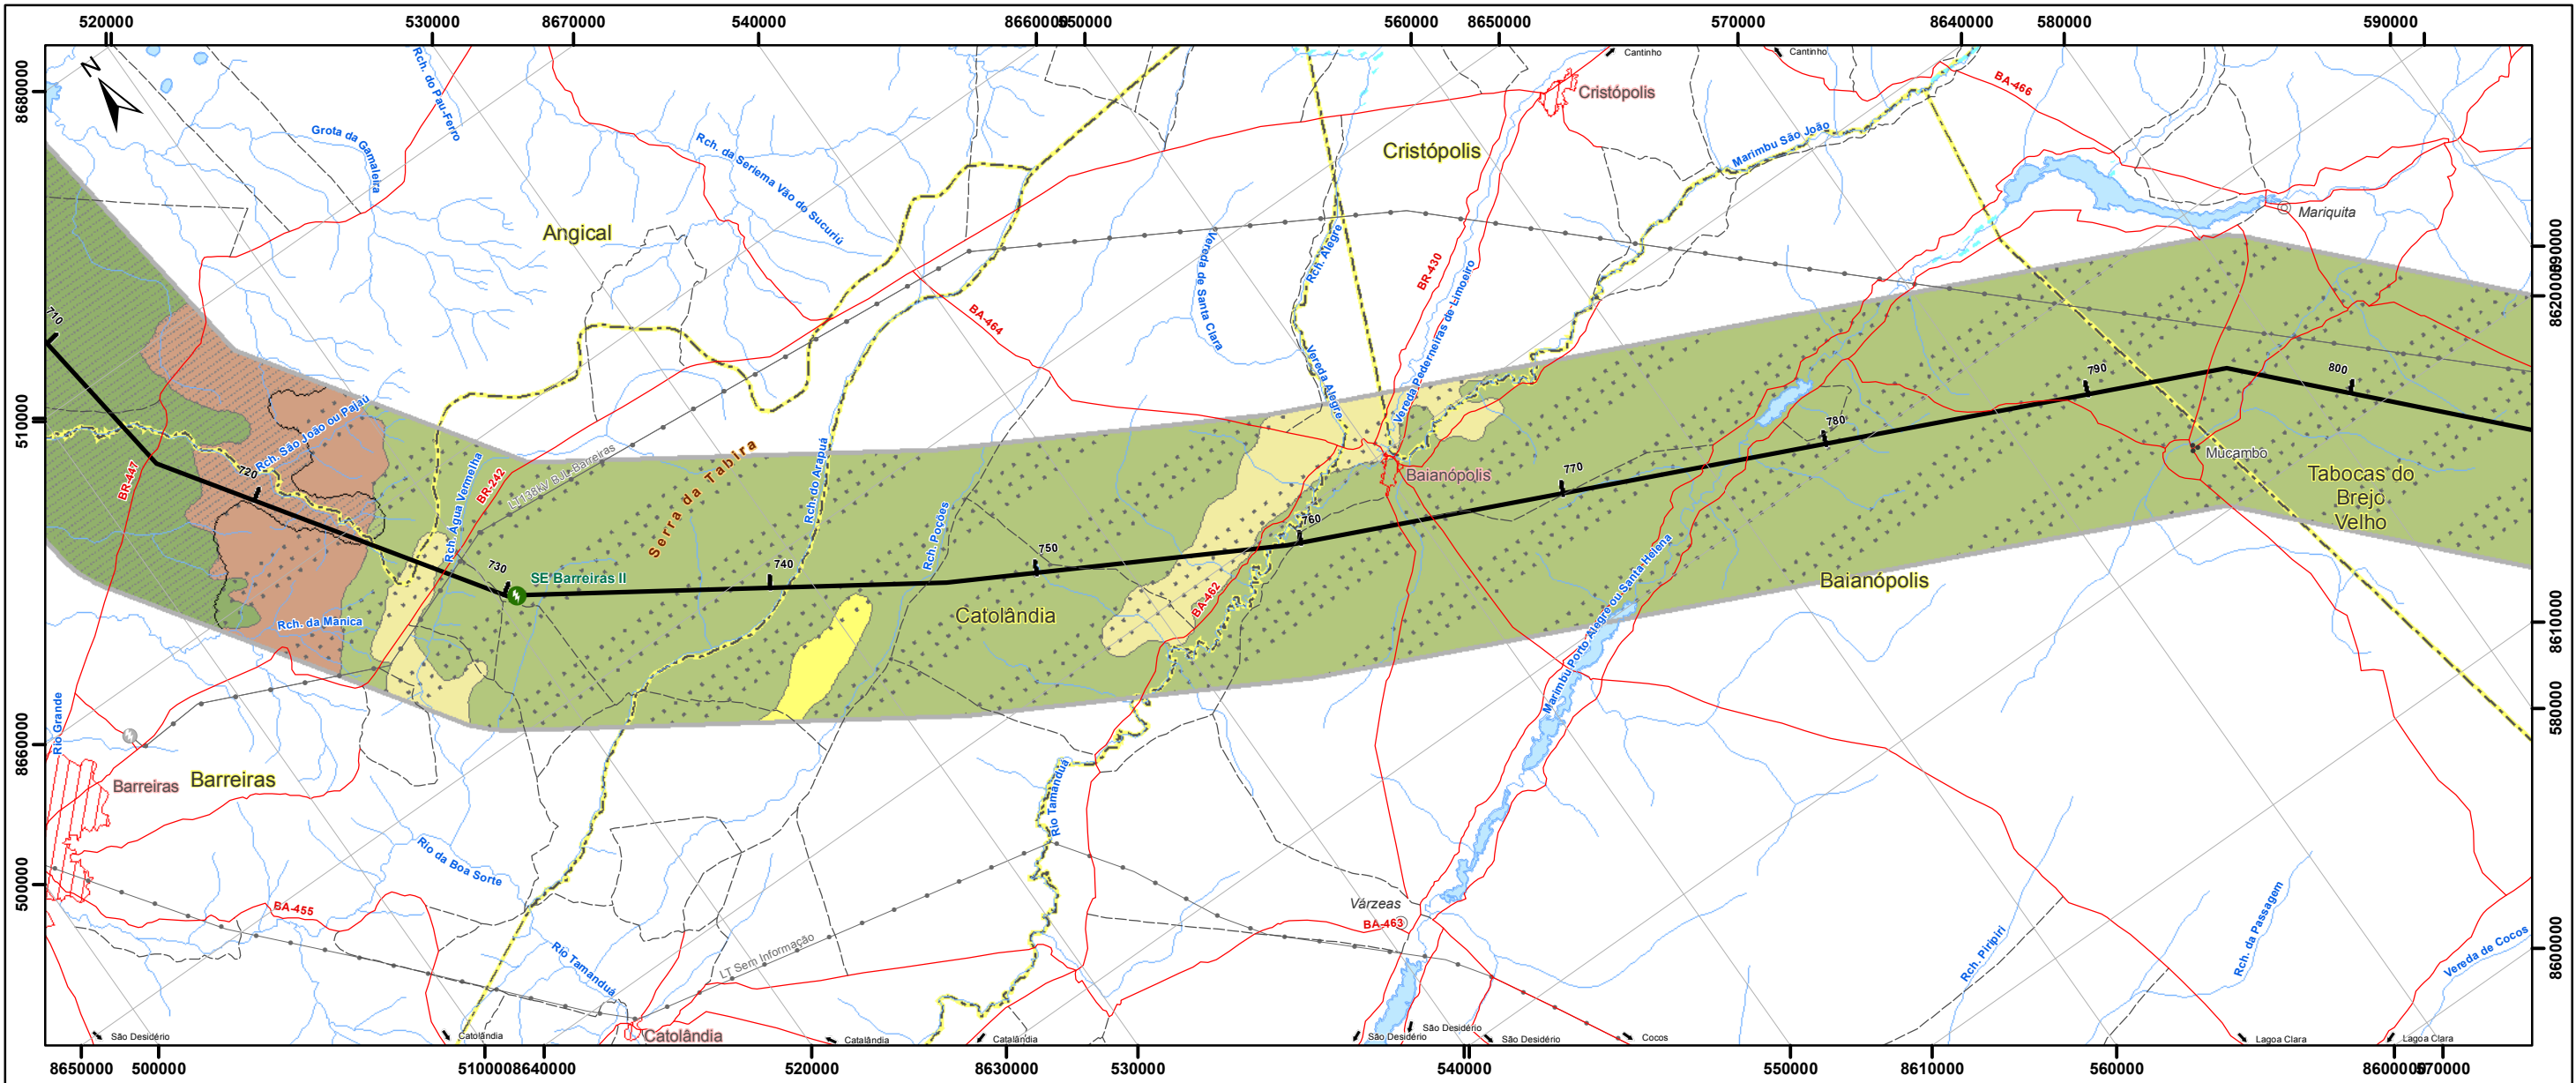 520000
530000
8670000
540000
8660000
550000
560000
8650000
570000
8640000
580000
590000
8680000
510000
8660000
500000
N
Rch. do Pau-Ferro
Grota da Gamaleira
Rch. da Seriema Vão do Sucuriú
Angical
Cantinho
Cantinho
Cristópolis
Cristópolis
BA-466
Marimbu São João
Mariquita
Vereda de Santa Clara
Rch. Alegre
BR-430
Vereda Pederneiras de Limoeiro
BA-464
Vereda Alegre
710
BR-447
720
Rch. São João ou Pajaú
Rch. Água Vermelha
BR-242
LT138kV BJL-Barreiras
Serra da Tabira
Rch. do Arapuá
Rch. Poções
730
SE Barreiras II
740
750
760
770
780
790
800
Baianópolis
Mucambo
Tabocas do
Brejo
Velho
Baianópolis
Catolândia
BA-462
Rch. da Manica
Marimbu Porto Alegre ou Santa Helena
Rio Grande
Barreiras
Barreiras
Rio Tamanduá
Rio da Boa Sorte
BA-455
Rio Tamanduá
LT Sem Informação
Catolândia
Várzeas
BA-463
Rch. Piripiri
Rch. da Passagem
Vereda de Cocos
São Desidério
Catolândia
Catalândia
Catalândia
São Desidério
São Desidério
São Desidério
Cocos
Lagoa Clara
Lagoa Clara
8620000
8610000
580000
8600000
8650000
500000
510000
8640000
520000
8630000
530000
540000
550000
8610000
560000
8600000
570000